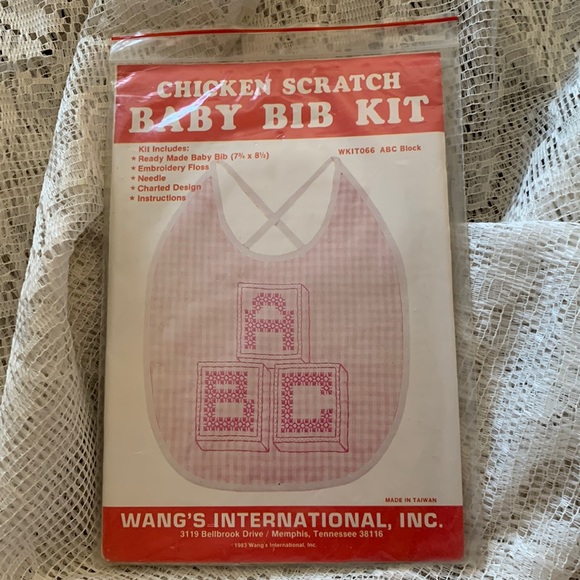 CHICKEN SCRATCH
BABY BIB KIT
Kit Includes:
★ Ready Made Baby Bib (7¾ x 8½)
★ Embroidery Floss
★ Needle
★ Charted Design
★ Instructions
WKIT066 ABC Block
A
B C
MADE IN TAIWAN
WANG'S INTERNATIONAL, INC.
3119 Bellbrook Drive / Memphis, Tennessee 38116
1983 Wang's International, Inc.